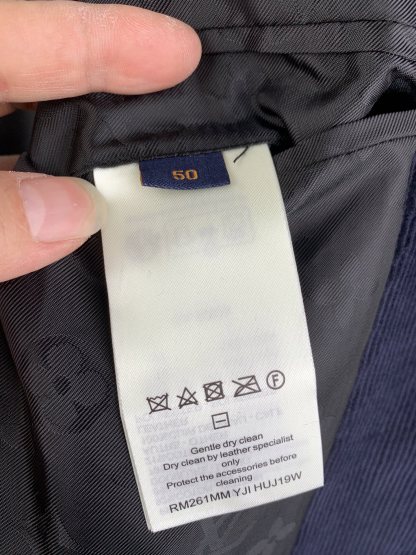 50
F
Gentle dry clean
Dry clean by leather specialist
only
Protect the accessories before
cleaning
RM261MM YJI HUJ19W